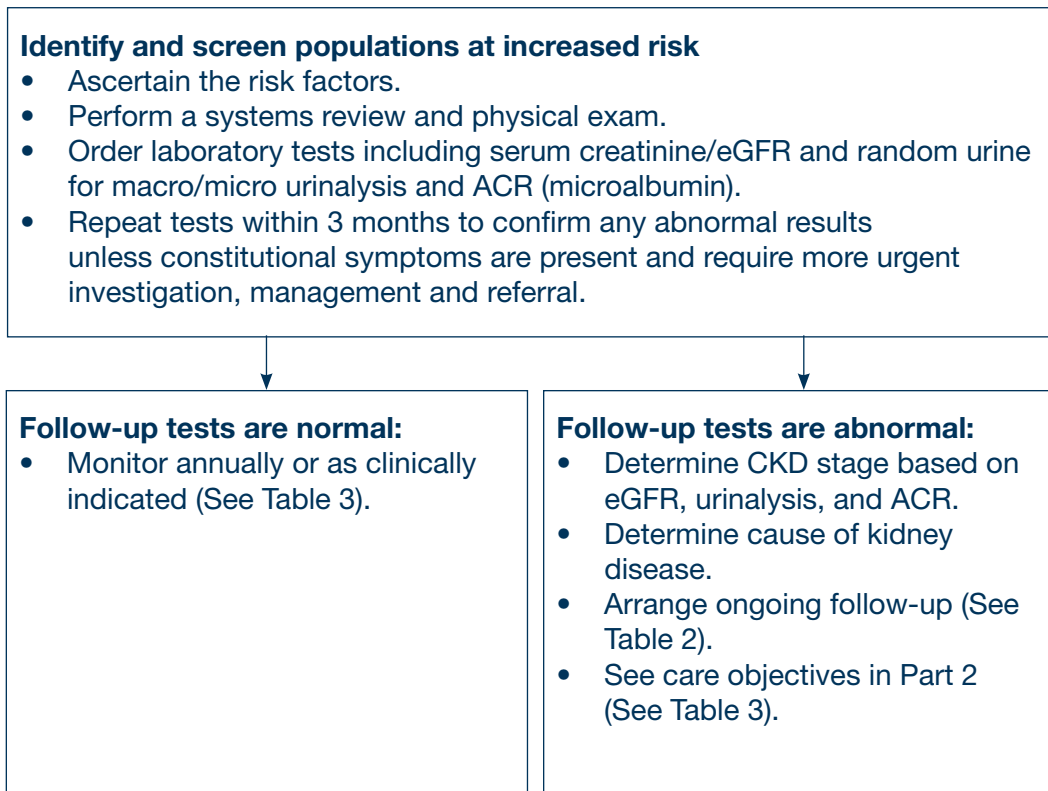 Identify and screen populations at increased risk
• Ascertain the risk factors.
• Perform a systems review and physical exam.
• Order laboratory tests including serum creatinine/eGFR and random urine
for macro/micro urinalysis and ACR (microalbumin).
• Repeat tests within 3 months to confirm any abnormal results
unless constitutional symptoms are present and require more urgent
investigation, management and referral.
Follow-up tests are normal:
• Monitor annually or as clinically
indicated (See Table 3).
Follow-up tests are abnormal:
• Determine CKD stage based on
eGFR, urinalysis, and ACR.
• Determine cause of kidney
disease.
• Arrange ongoing follow-up (See
Table 2).
• See care objectives in Part 2
(See Table 3).